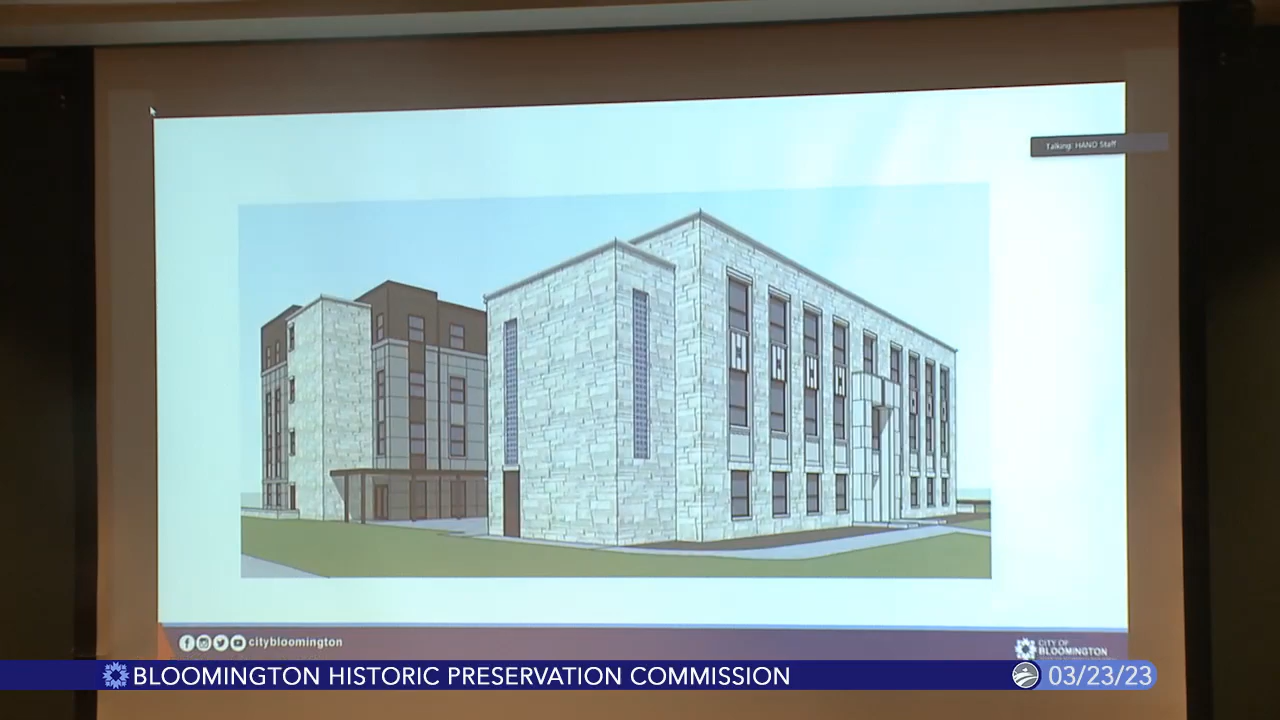 Talking: HAND Staff
citybloomington
CITY OF
BLOOMINGTON
BLOOMINGTON HISTORIC PRESERVATION COMMISSION
03/23/23